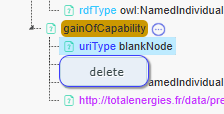 rdfType owl:NamedIndividual
gainOfCapability
uriType blankNode
delete
namedIndividual
http://totalenergies.fr/data/pre